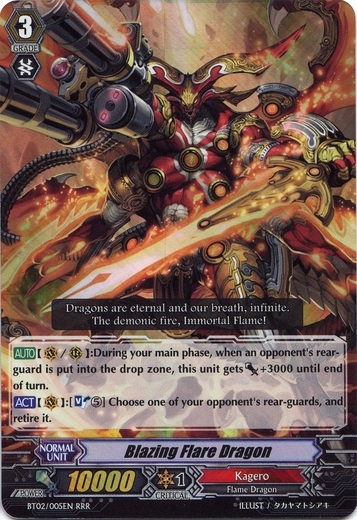 3
GRADE
Dragons are eternal and our breath, infinite.
The demonic fire, Immortal Flame!
AUTO [ / ]:During your main phase, when an opponent's rear-
guard is put into the drop zone, this unit gets +3000 until end
of turn.
ACT [ ]:[V 5] Choose one of your opponent's rear-guards, and
retire it.
NORMAL
UNIT
Blazing Flare Dragon
POWER
10000
1
CRITICAL
Kagero
Flame Dragon
BT02/005EN RRR
ILLUST / タカヤマトシアキ